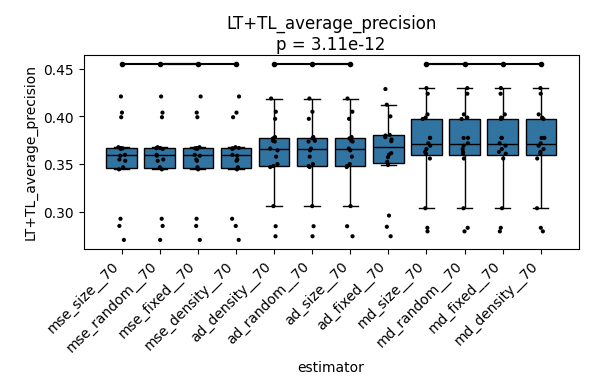 LT+TL_average_precision
p = 3.11e-12
LT+TL_average_precision
0.45
0.40
0.35
0.30
mse_size__70
mse_random__70
mse_fixed__70
mse_density__70
ad_density__70
ad_random__70
ad_size__70
ad_fixed__70
md_size__70
md_random__70
md_fixed__70
md_density__70
estimator